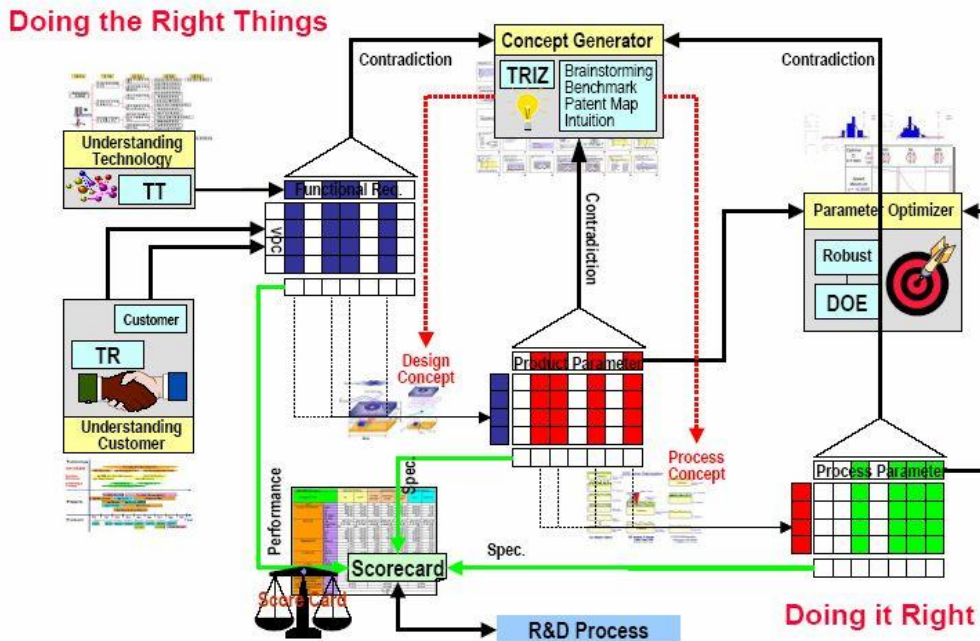 Doing the Right Things
Contradiction
Concept Generator
TRIZ
Brainstorming
Benchmark
Patent Map
Intuition
Contradiction
Understanding
Technology
TT
Functional Req.
VOC
Contradiction
Parameter Optimizer
Robust
DOE
Customer
TR
Understanding
Customer
Design
Concept
Product Parameter
Process
Concept
Process Parameter
Performance
Spec.
Spec.
Scorecard
Score Card
R&D Process
Doing it Right